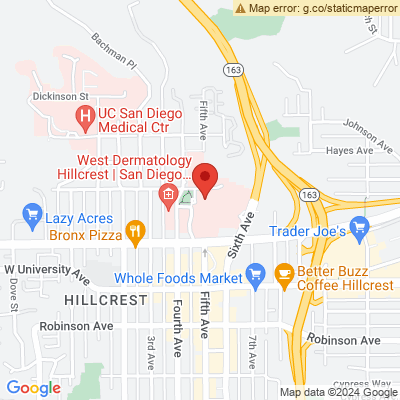 Map error: g.co/staticmaperror
Bachman Pl
163
Dickinson St
Fifth Ave
UC San Diego
Medical Ctr
Johnson Ave
Hayes Ave
West Dermatology
Hillcrest | San Diego...
163
Lazy Acres
Bronx Pizza
Sixth Ave
Trader Joe's
W University Ave
Whole Foods Market
Better Buzz
Coffee Hillcrest
Dove St
HILLCREST
Fourth Ave
Fifth Ave
Robinson Ave
Robinson Ave
3rd Ave
7th Ave
Cypress Way
Google
Map data ©2024 Google